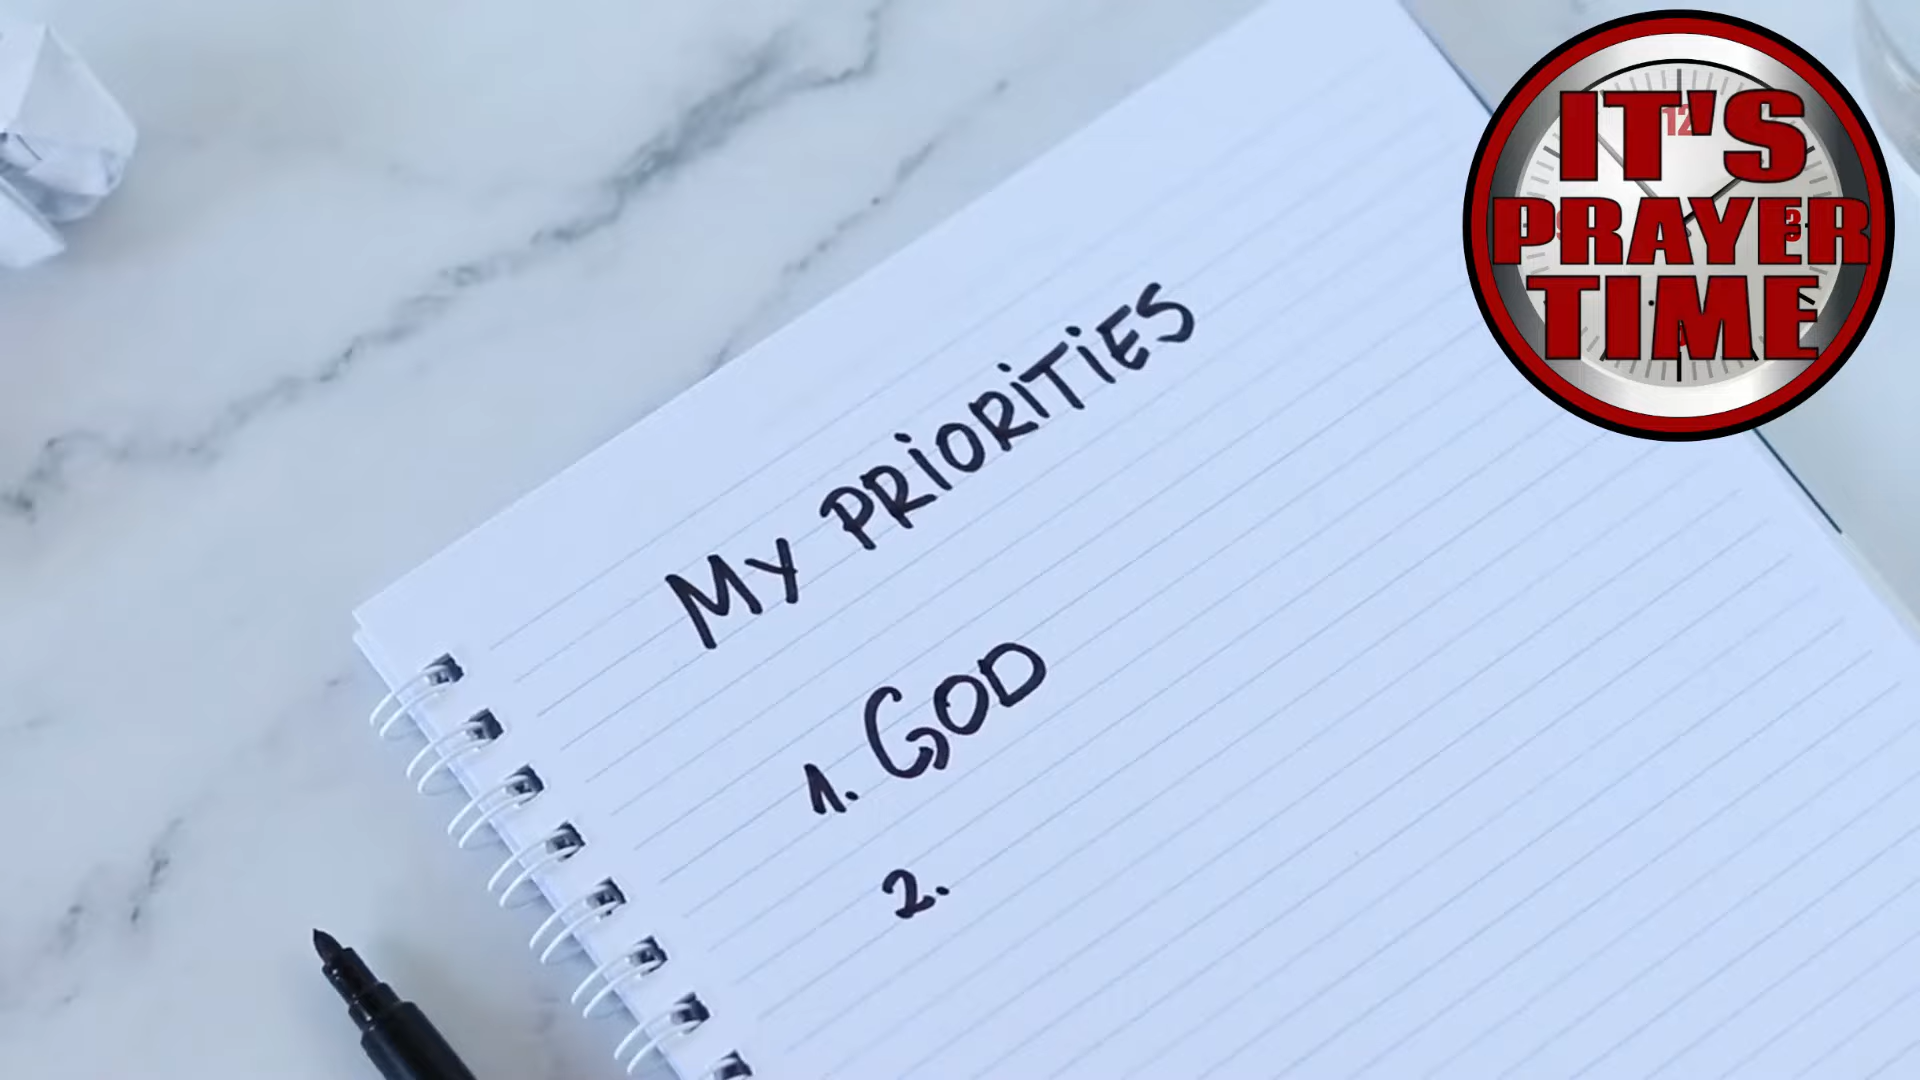 IT'S
PRAYER
TIME
My PRiORiTiES
1. GOD
2.